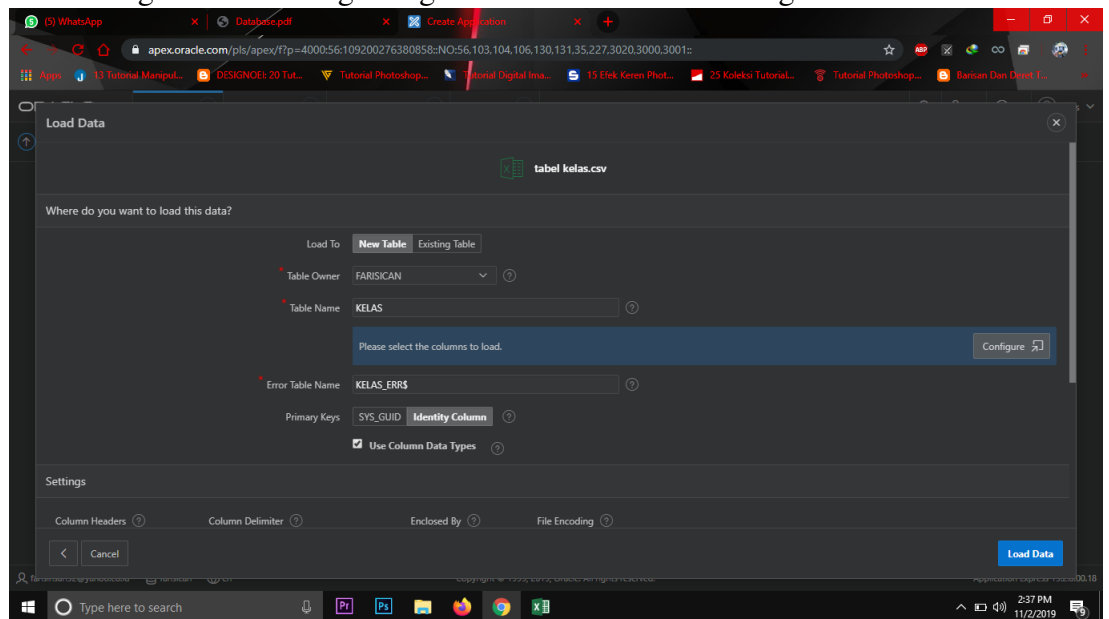 (5) WhatsApp
Database.pdf
Create Application
apex.oracle.com/pls/apex/f?p=4000:56:109200276380858::NO:56,103,104,106,130,131,35,227,3020,3000,3001::
ABP
Apps
13 Tutorial Manipul...
DESIGNOEL: 20 Tut...
Tutorial Photoshop...
Tutorial Digital Ima...
15 Efek Keren Phot...
25 Koleksi Tutorial...
Tutorial Photoshop...
Barisan Dan Deret 1...
Load Data
tabel kelas.csv
Where do you want to load this data?
Load To New Table Existing Table
* Table Owner FARISICAN
* Table Name KELAS
Please select the columns to load. Configure
* Error Table Name KELAS_ERR$
Primary Keys SYS_GUID Identity Column
Use Column Data Types
Settings
Column Headers Column Delimiter Enclosed By File Encoding
Cancel Load Data
Type here to search
Pr
Ps
2:37 PM
11/2/2019
9